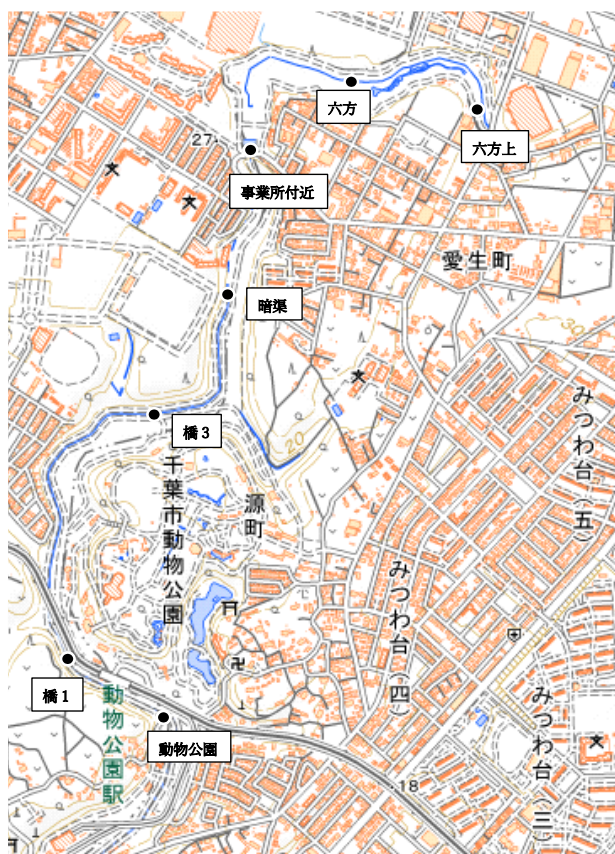 六方
六方上
27
事業所付近
愛生町
暗渠
30
みつわ台(五)
橋3
20
千葉市動物公園
源町
みつわ台(四)
橋1
動物公園駅
動物公園
みつわ台(三)
18